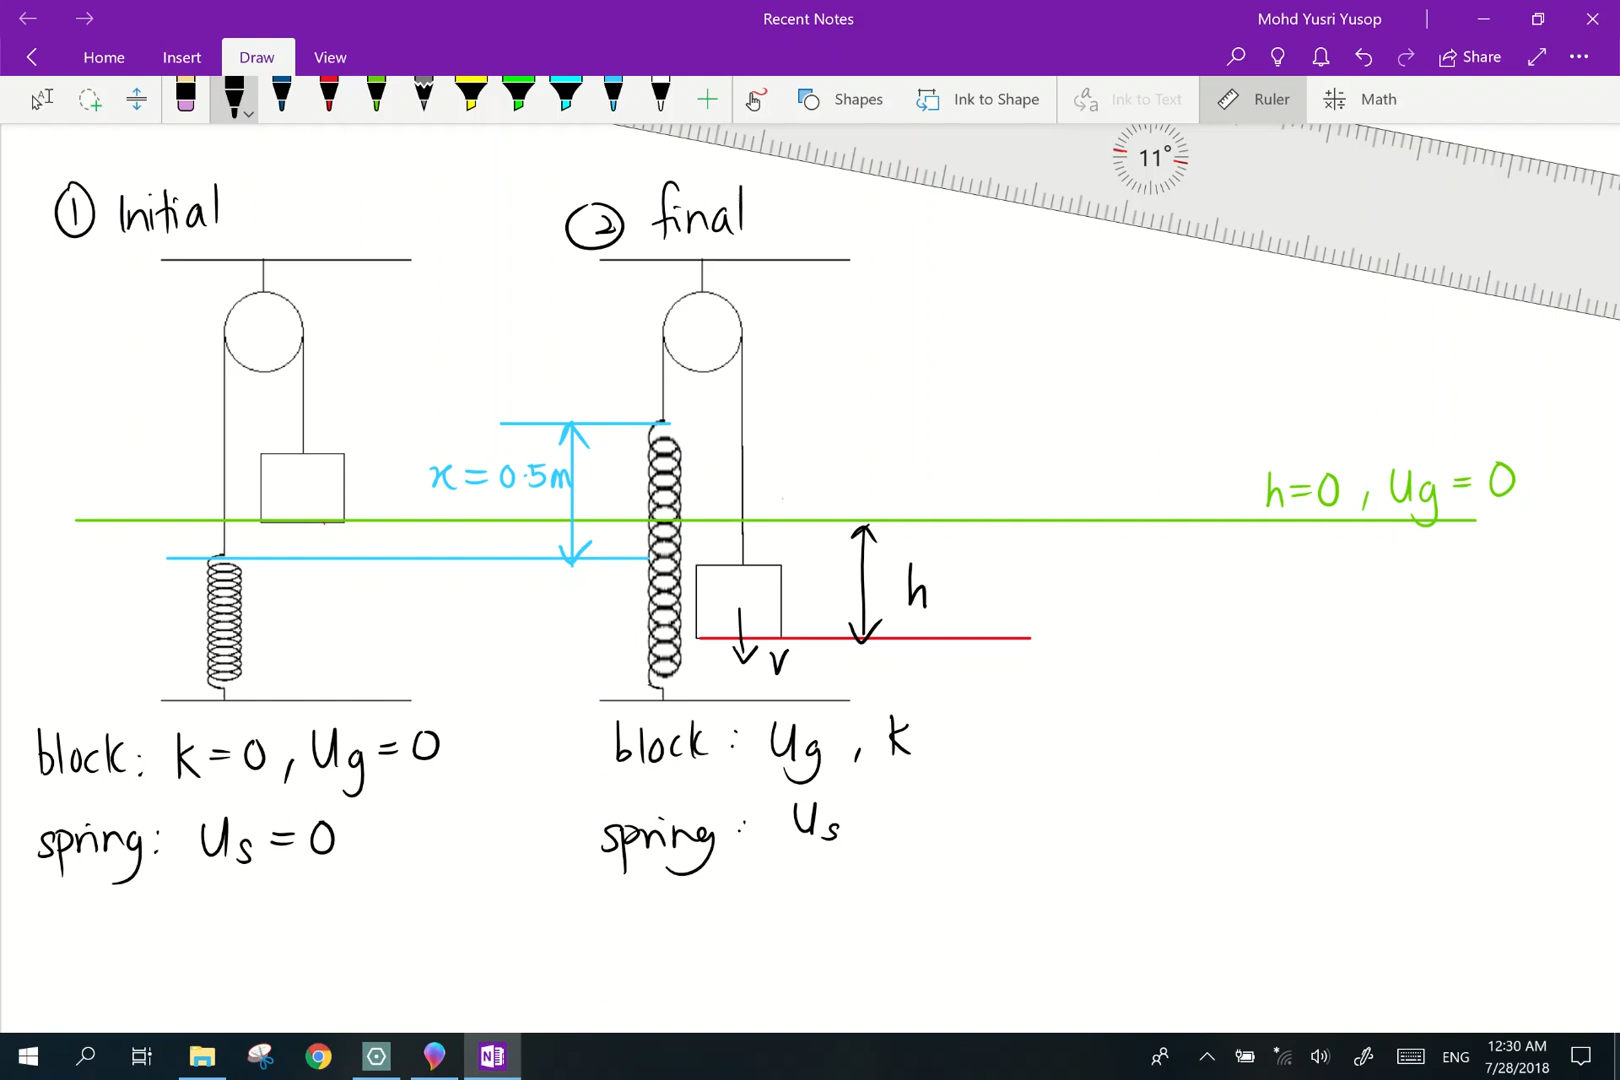 Recent Notes
Mohd Yusri Yusop
Home Insert Draw View
Share
Shapes Ink to Shape Ink to Text Ruler Math
11°
① Initial
② final
x = 0.5m
h=0 , Ug = 0
h
v
block: k = 0 , Ug = 0
block : Ug , k
spring: Us = 0
spring : Us
ENG
12:30 AM
7/28/2018